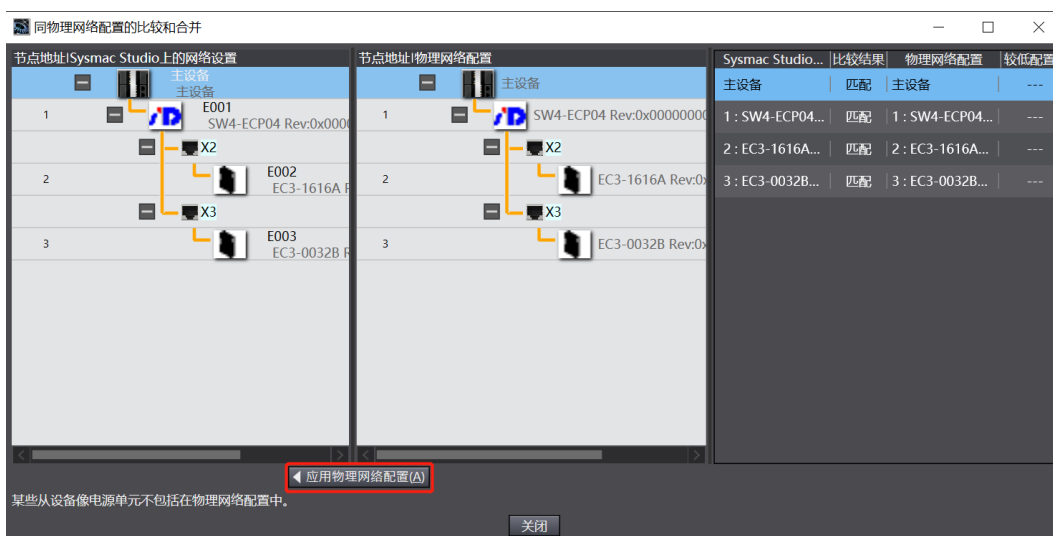 同物理网络配置的比较和合并
节点地址|Sysmac Studio上的网络设置
主设备
主设备
1
E001
SW4-ECP04 Rev:0x000
X2
2
E002
EC3-1616A R
X3
3
E003
EC3-0032B R
节点地址|物理网络配置
主设备
1
SW4-ECP04 Rev:0x00000000
X2
2
EC3-1616A Rev:0x
X3
3
EC3-0032B Rev:0x
Sysmac Studio... 比较结果 物理网络配置 较低配置
主设备 匹配 主设备 ---
1 : SW4-ECP04... 匹配 1 : SW4-ECP04... ---
2 : EC3-1616A... 匹配 2 : EC3-1616A... ---
3 : EC3-0032B... 匹配 3 : EC3-0032B... ---
应用物理网络配置(A)
某些从设备像电源单元不包括在物理网络配置中。
关闭